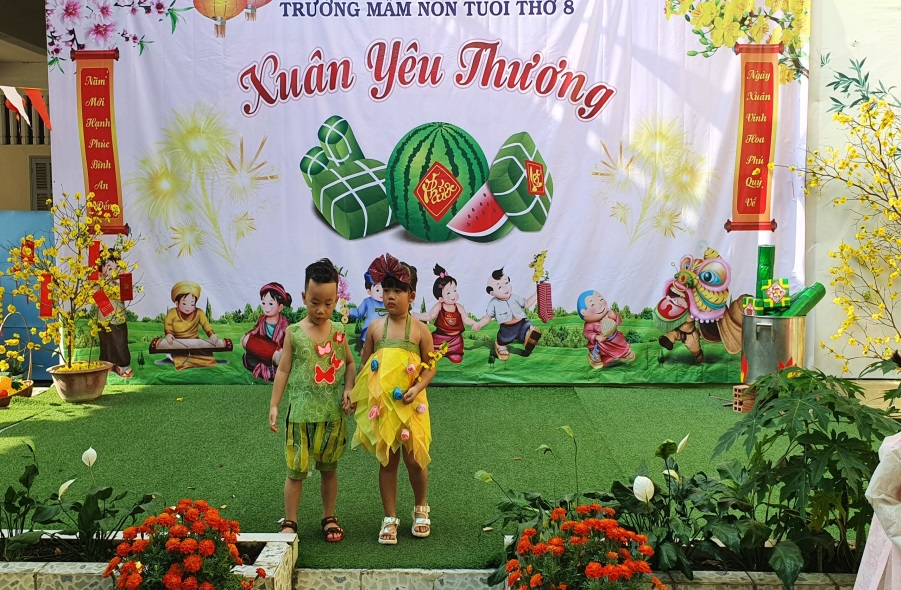 TRƯỜNG MẦM NON TUỔI THƠ 8
Xuân Yêu Thương
Năm
Mới
Hạnh
Phúc
Bình
An
Đến
Ngày
Xuân
Vinh
Hoa
Phú
Quý
Về